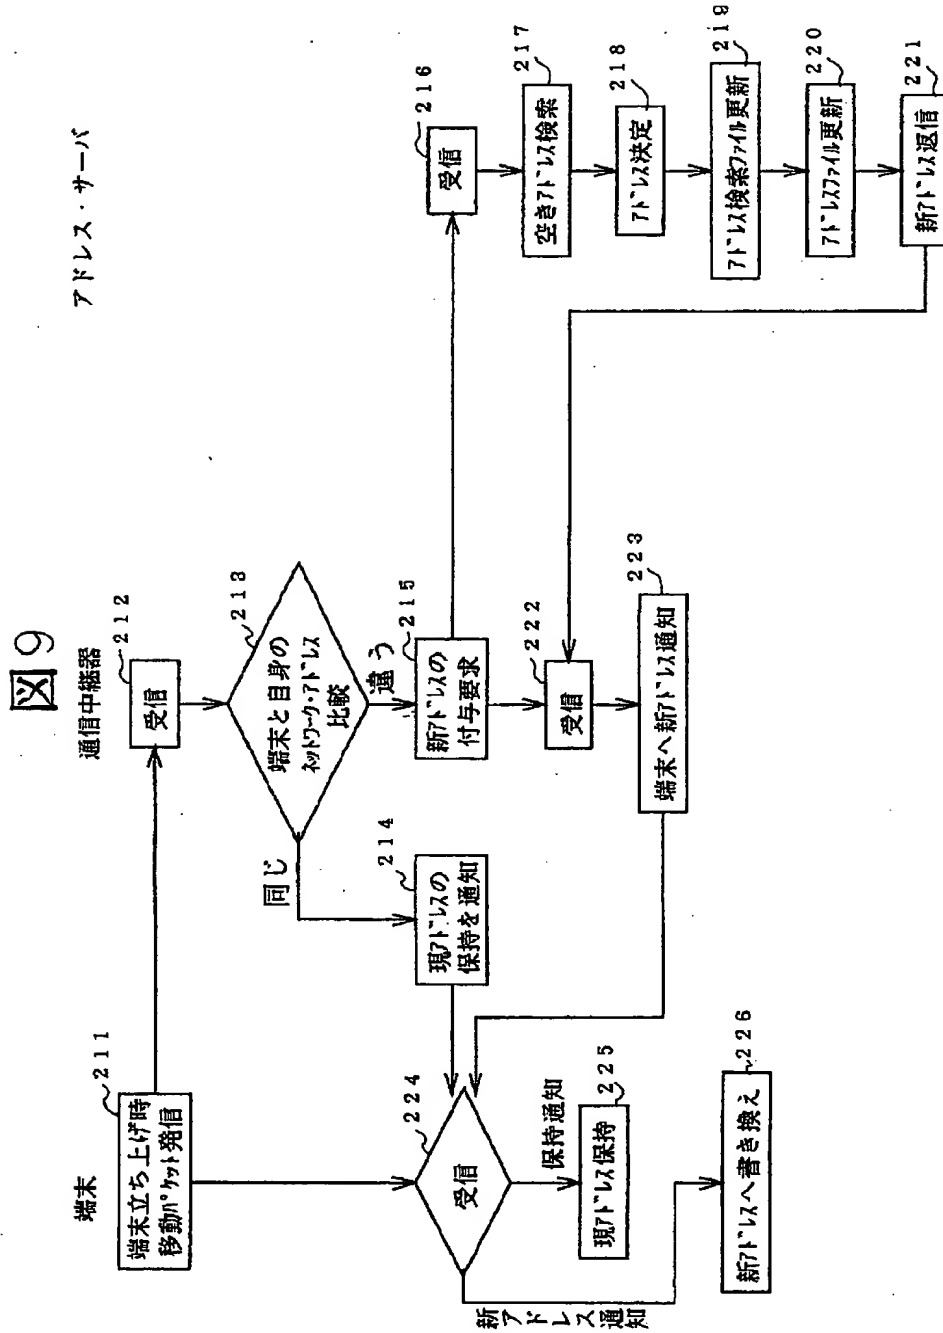 図9
端末
通信中継器
アドレス・サーバ
211
端末立ち上げ時
移動パケット発信
212
受信
213
端末と自身の
ネットワーク・アドレス
比較
同じ
違う
214
現アドレスの
保持を通知
215
新アドレスの
付与要求
216
受信
217
空きアドレス検索
218
アドレス決定
219
アドレス検索ファイル更新
220
アドレスファイル更新
221
新アドレス返信
222
受信
223
端末へ新アドレス通知
224
受信
保持通知
225
現アドレス保持
新アドレス通知
226
新アドレスへ書き換え